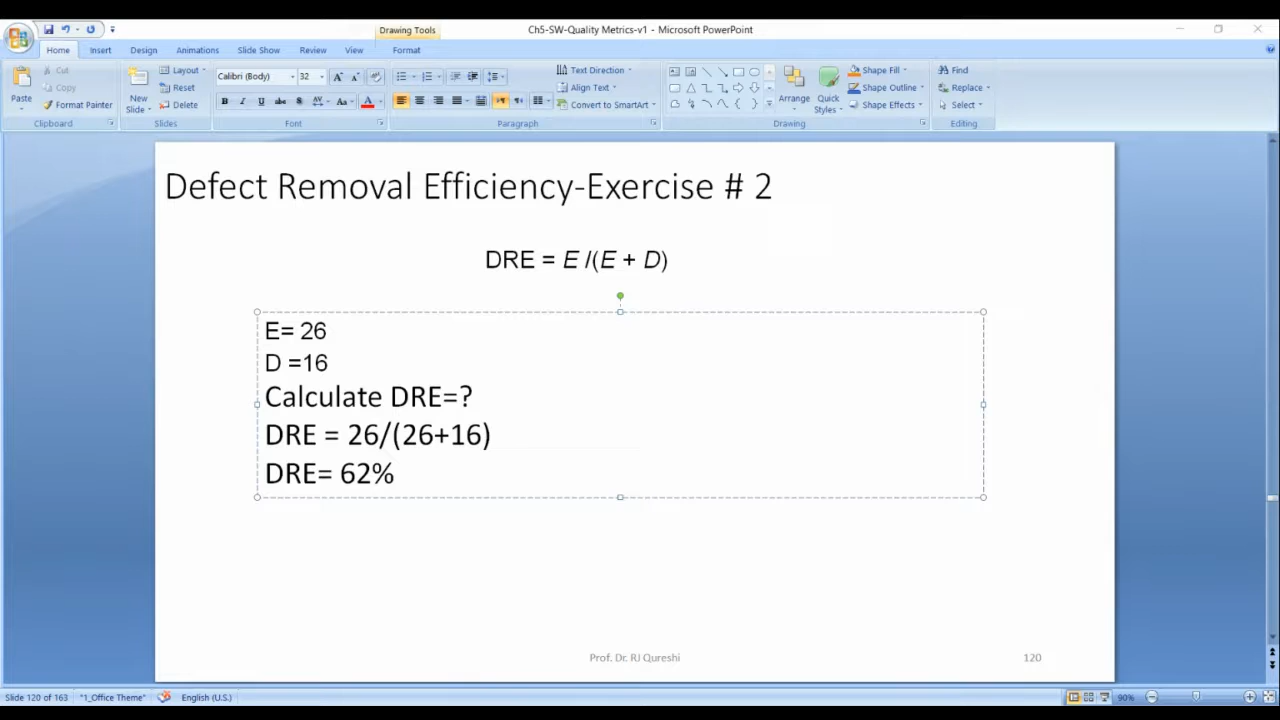 Drawing Tools
Ch5-SW-Quality Metrics-v1 - Microsoft PowerPoint
Home Insert Design Animations Slide Show Review View Format
Paste
Cut
Copy
Format Painter
Clipboard
New Slide
Layout
Reset
Delete
Slides
Calibri (Body) 32
B I U abc S AV Aa A
Font
Text Direction
Align Text
Convert to SmartArt
Paragraph
Arrange
Quick Styles
Shape Fill
Shape Outline
Shape Effects
Drawing
Find
Replace
Select
Editing
Defect Removal Efficiency-Exercise # 2
DRE = E /(E + D)
E= 26
D =16
Calculate DRE=?
DRE = 26/(26+16)
DRE= 62%
Prof. Dr. RJ Qureshi 120
Slide 120 of 163 "1_Office Theme" English (U.S.) 90%